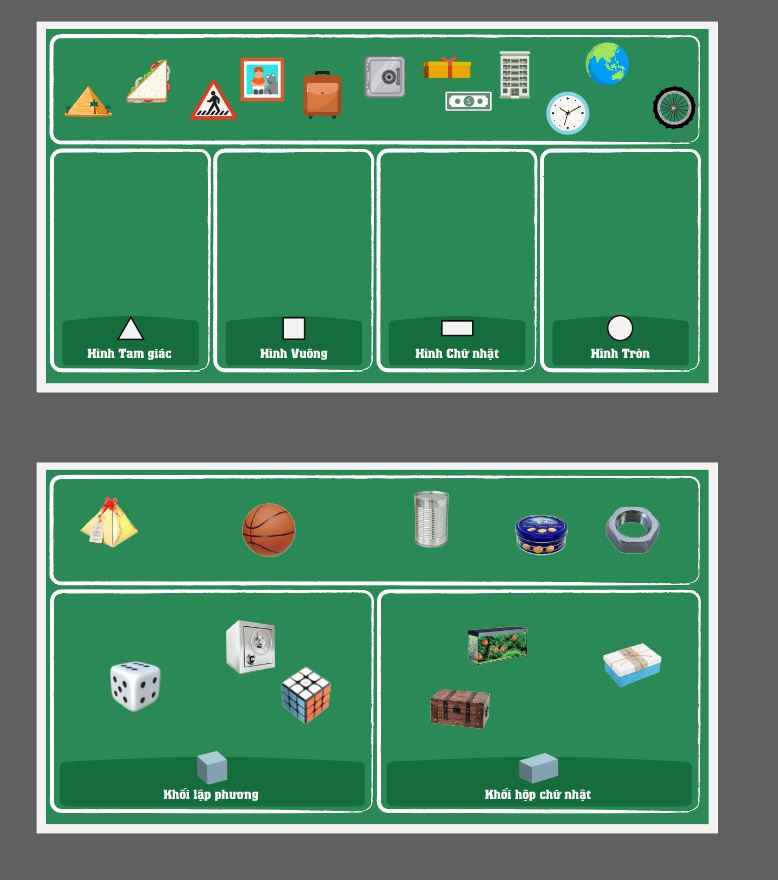 Hình Tam giác
Hình Vuông
Hình Chữ nhật
Hình Tròn
Khối lập phương
Khối hộp chữ nhật